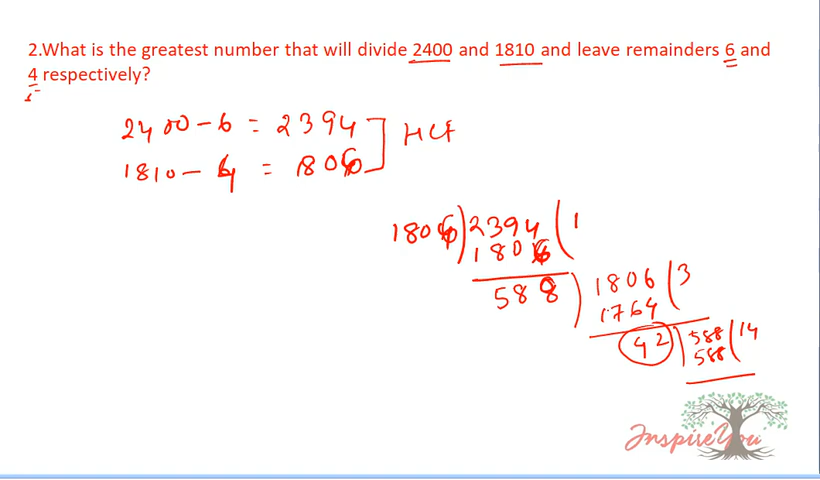 2.What is the greatest number that will divide 2400 and 1810 and leave remainders 6 and
4 respectively?
2400 - 6 = 2394
1810 - 4 = 1806
HCF
1806)2394(1
1806
588)1806(3
1764
42)588(14
588
InspireYou